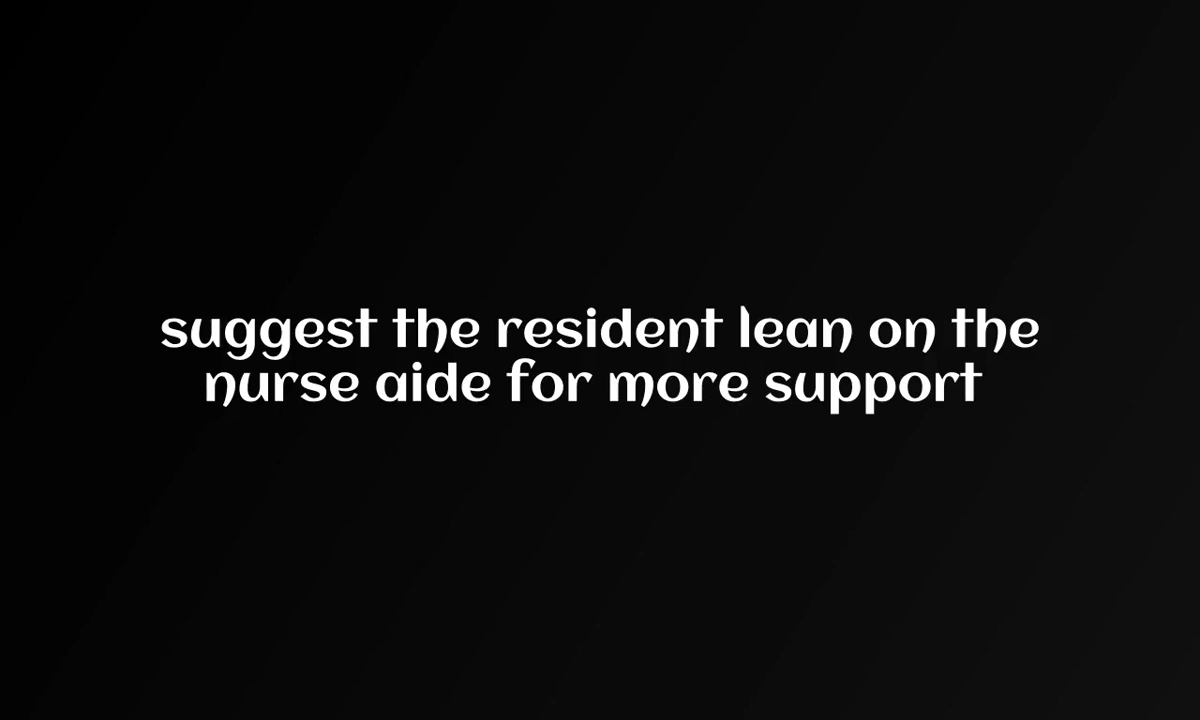 suggest the resident lean on the
nurse aide for more support